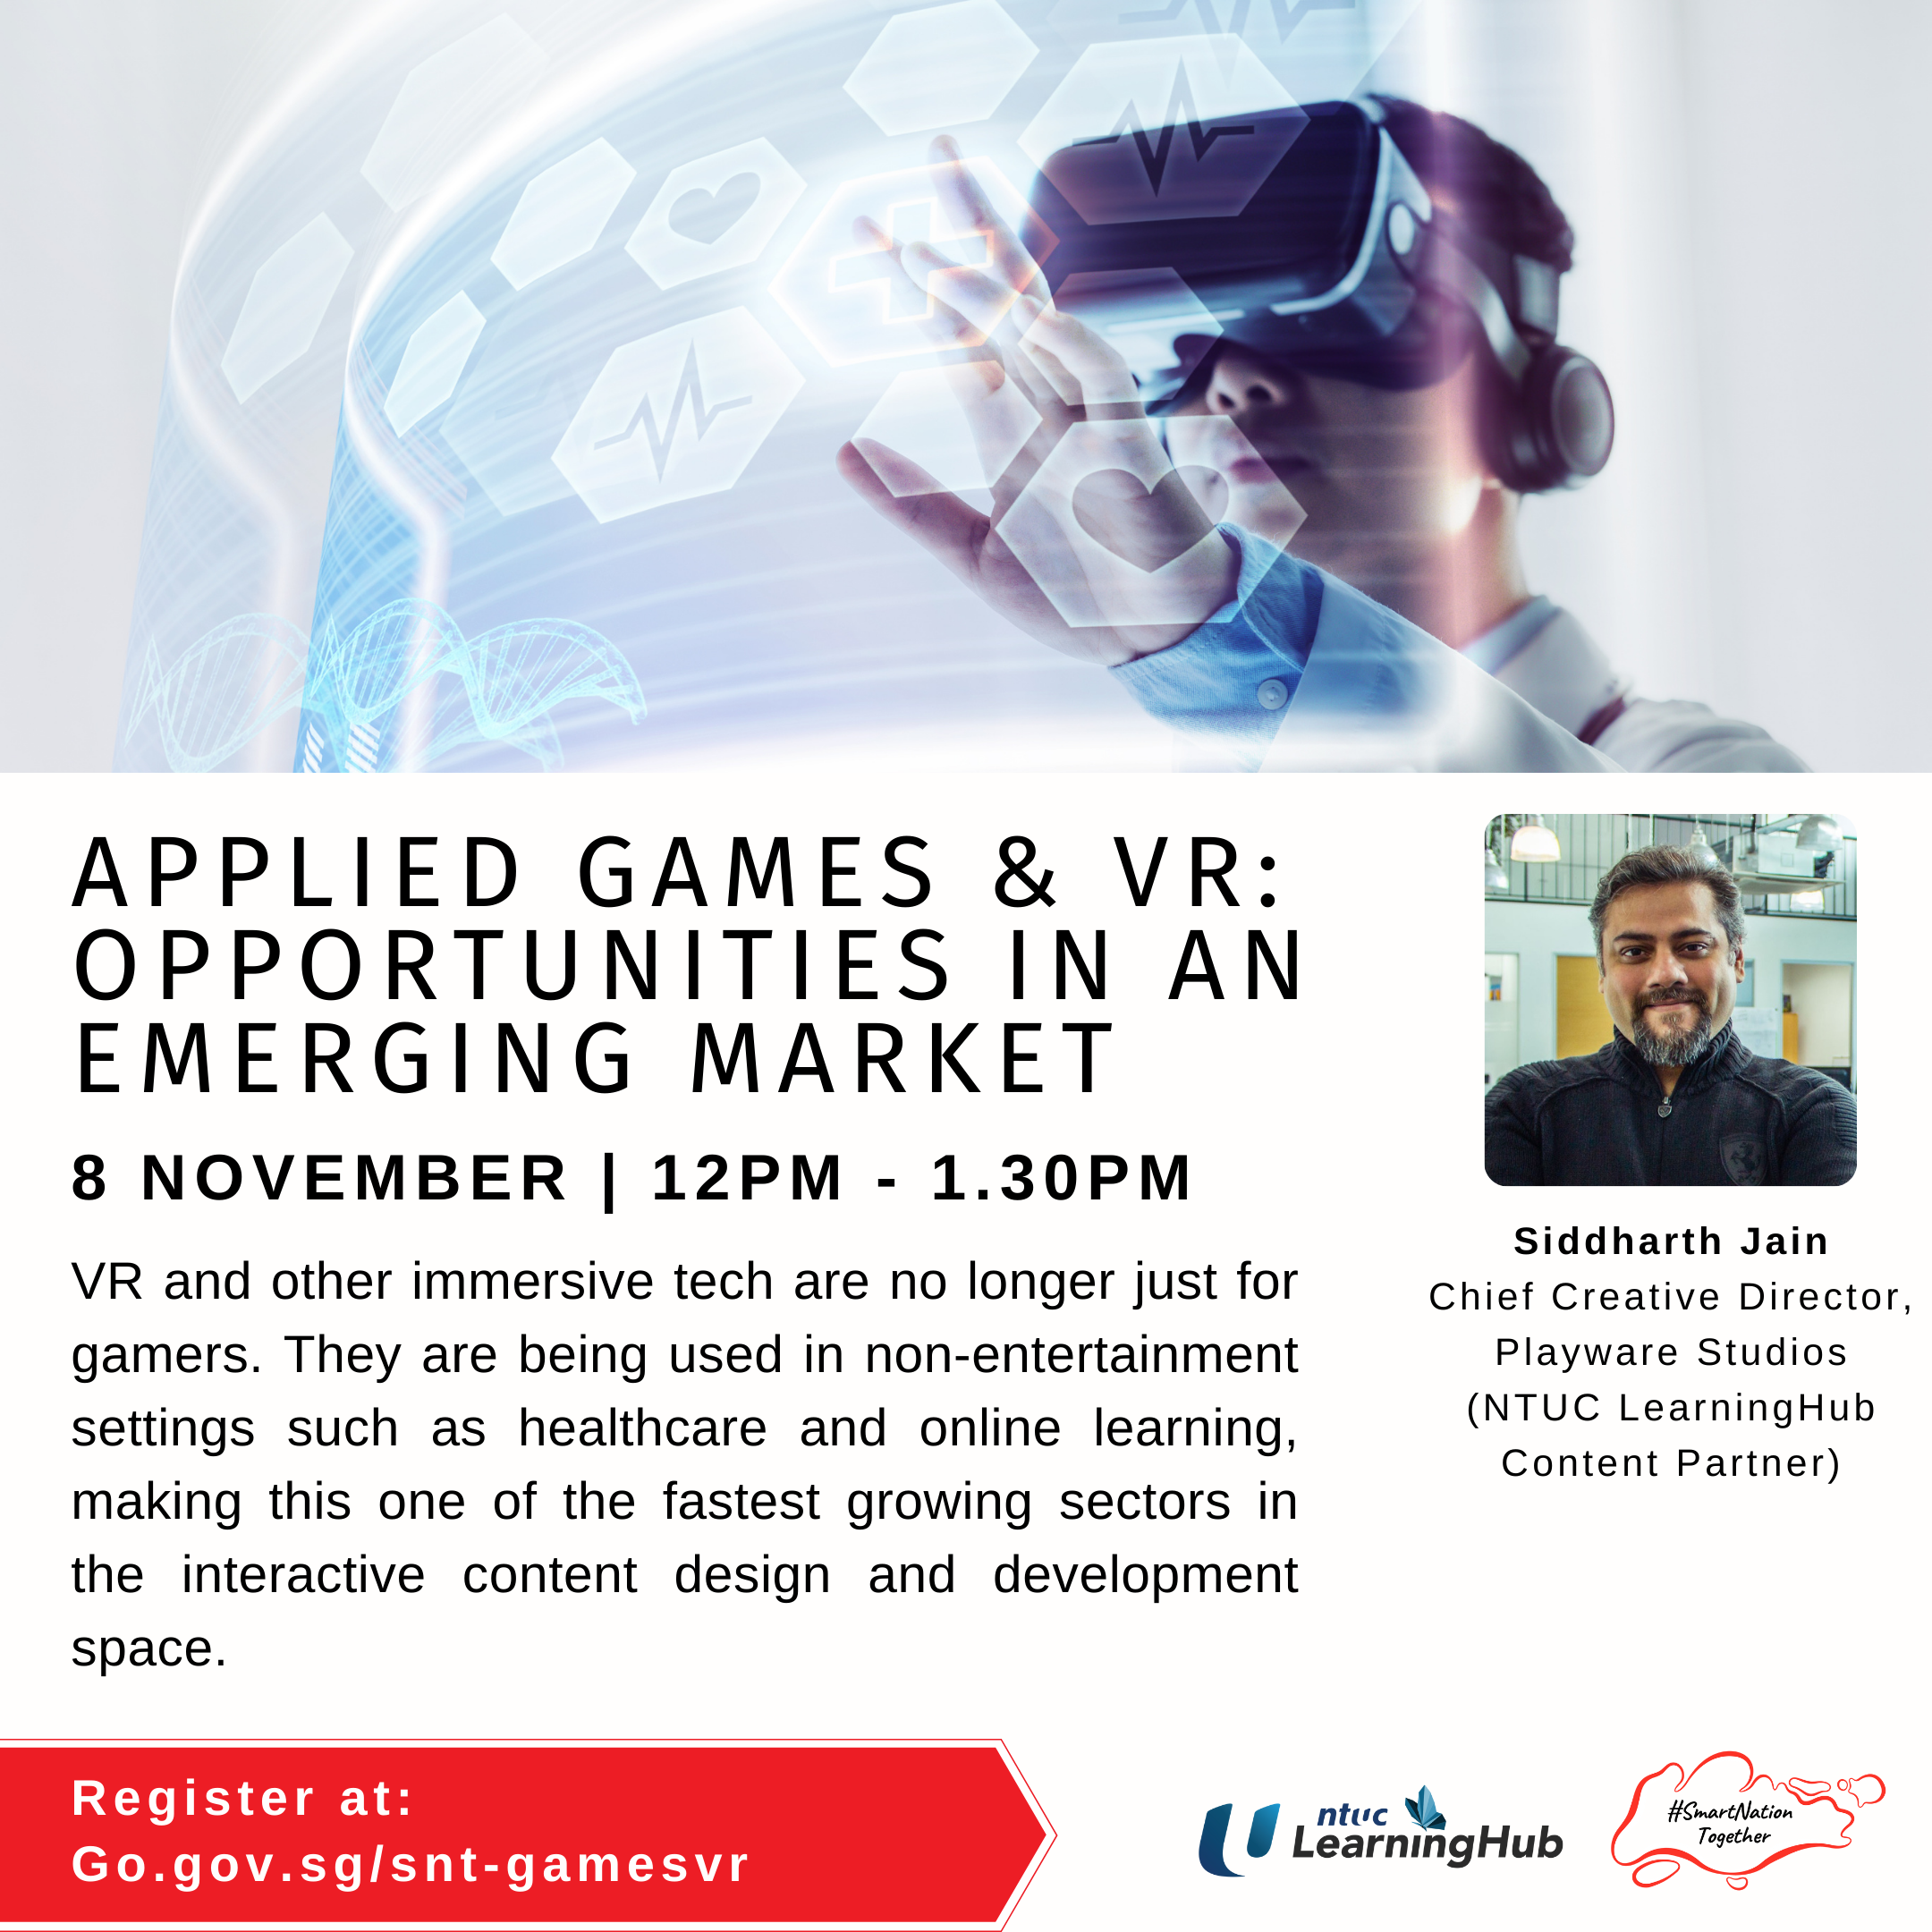 APPLIED GAMES & VR:
OPPORTUNITIES IN AN
EMERGING MARKET
8 NOVEMBER | 12PM - 1.30PM
VR and other immersive tech are no longer just for
gamers. They are being used in non-entertainment
settings such as healthcare and online learning,
making this one of the fastest growing sectors in
the interactive content design and development
space.
Siddharth Jain
Chief Creative Director,
Playware Studios
(NTUC LearningHub
Content Partner)
Register at:
Go.gov.sg/snt-gamesvr
ntuc
LearningHub
#SmartNation
Together